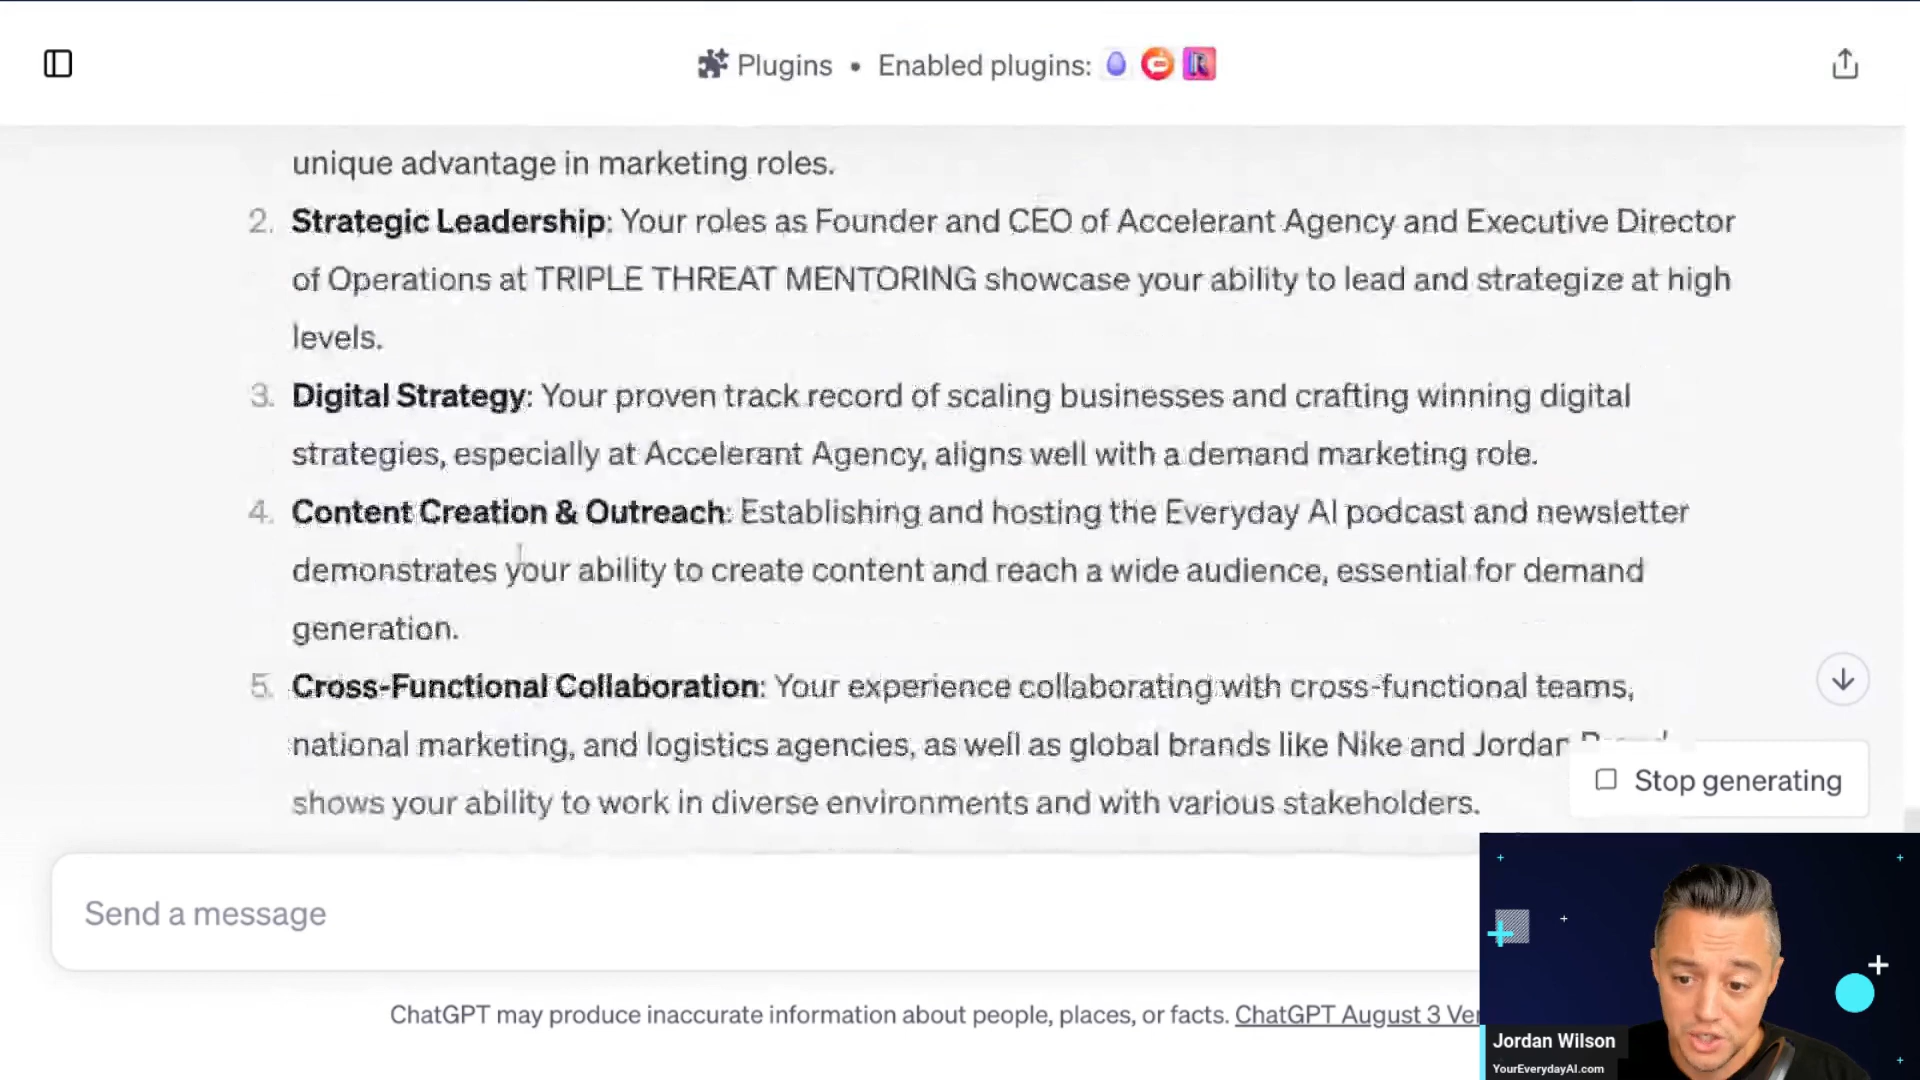 Plugins • Enabled plugins:
unique advantage in marketing roles.
2. Strategic Leadership: Your roles as Founder and CEO of Accelerant Agency and Executive Director
of Operations at TRIPLE THREAT MENTORING showcase your ability to lead and strategize at high
levels.
3. Digital Strategy: Your proven track record of scaling businesses and crafting winning digital
strategies, especially at Accelerant Agency, aligns well with a demand marketing role.
4. Content Creation & Outreach: Establishing and hosting the Everyday AI podcast and newsletter
demonstrates your ability to create content and reach a wide audience, essential for demand
generation.
5. Cross-Functional Collaboration: Your experience collaborating with cross-functional teams,
national marketing, and logistics agencies, as well as global brands like Nike and Jordan
shows your ability to work in diverse environments and with various stakeholders.
Stop generating
Send a message
ChatGPT may produce inaccurate information about people, places, or facts. ChatGPT August 3
Jordan Wilson
YourEverydayAI.com